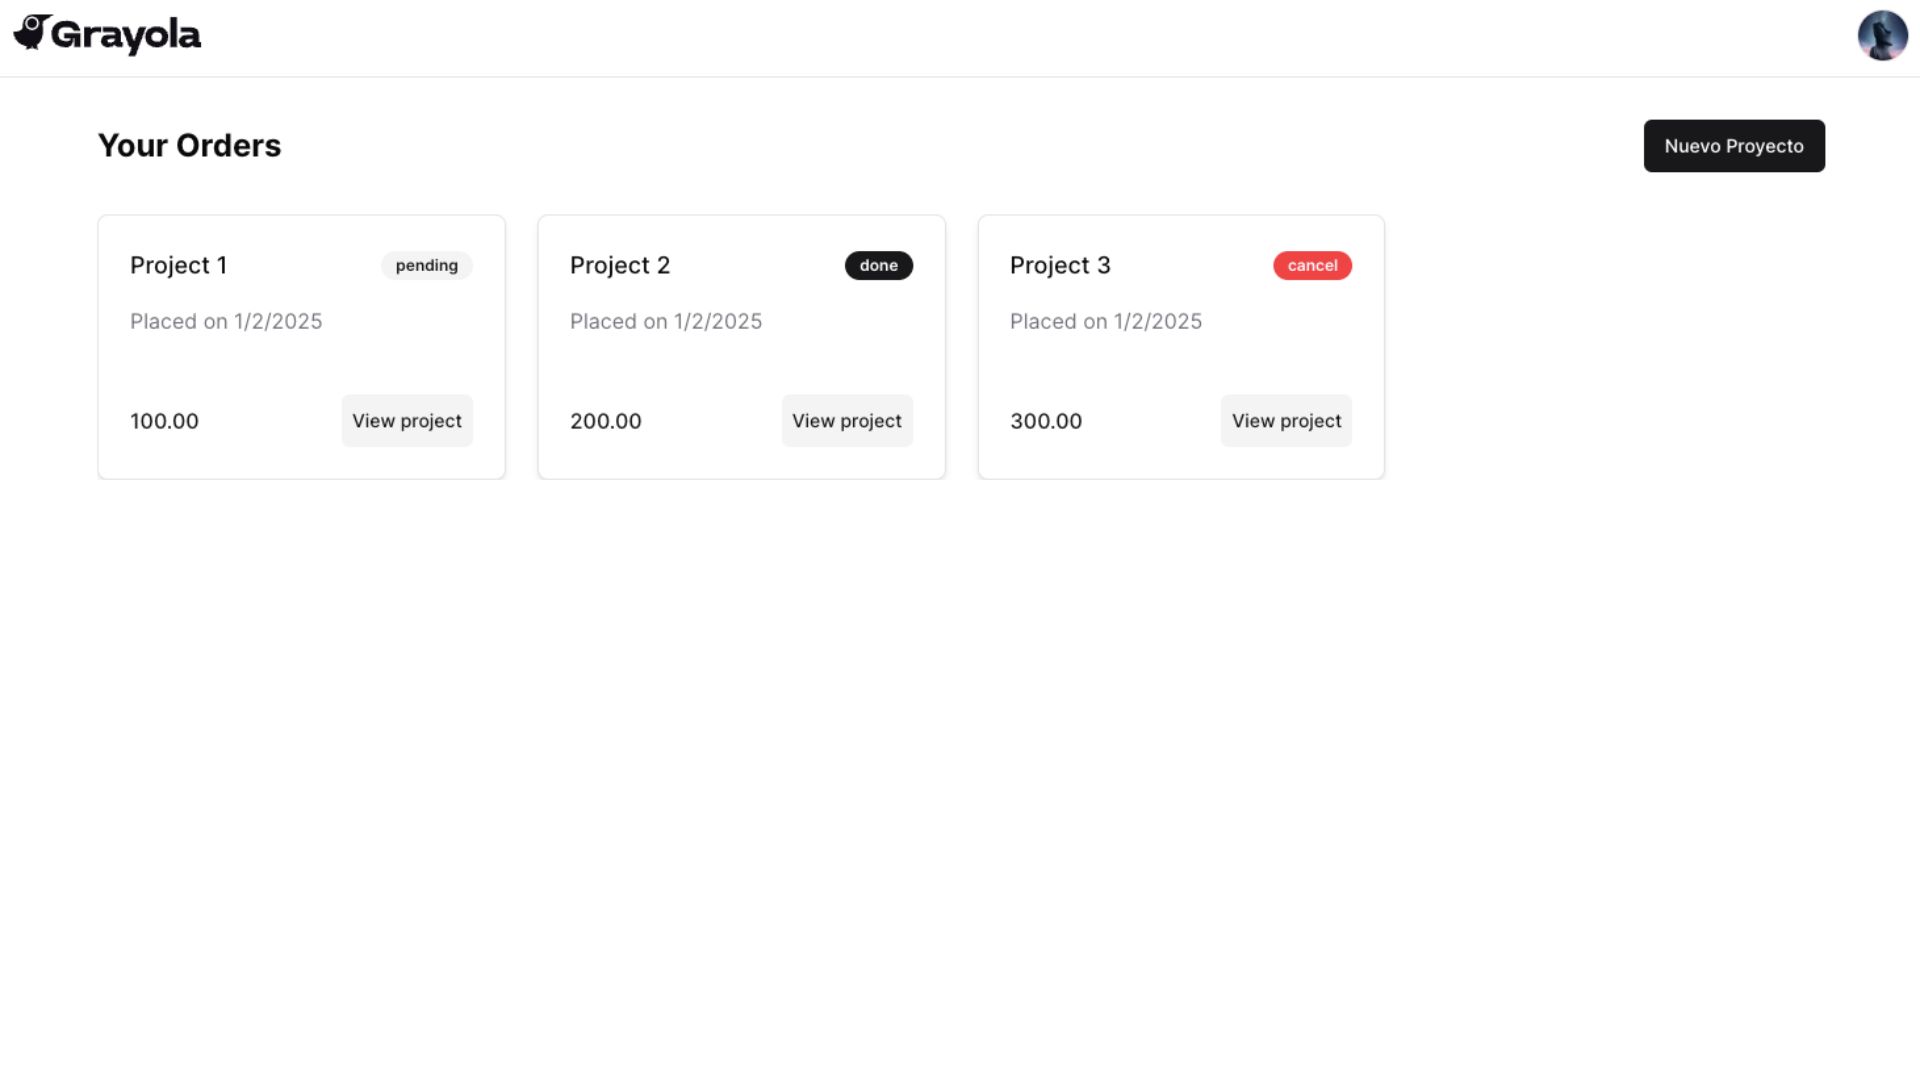 Grayola
Your Orders
Nuevo Proyecto
Project 1
pending
Placed on 1/2/2025
100.00
View project
Project 2
done
Placed on 1/2/2025
200.00
View project
Project 3
cancel
Placed on 1/2/2025
300.00
View project